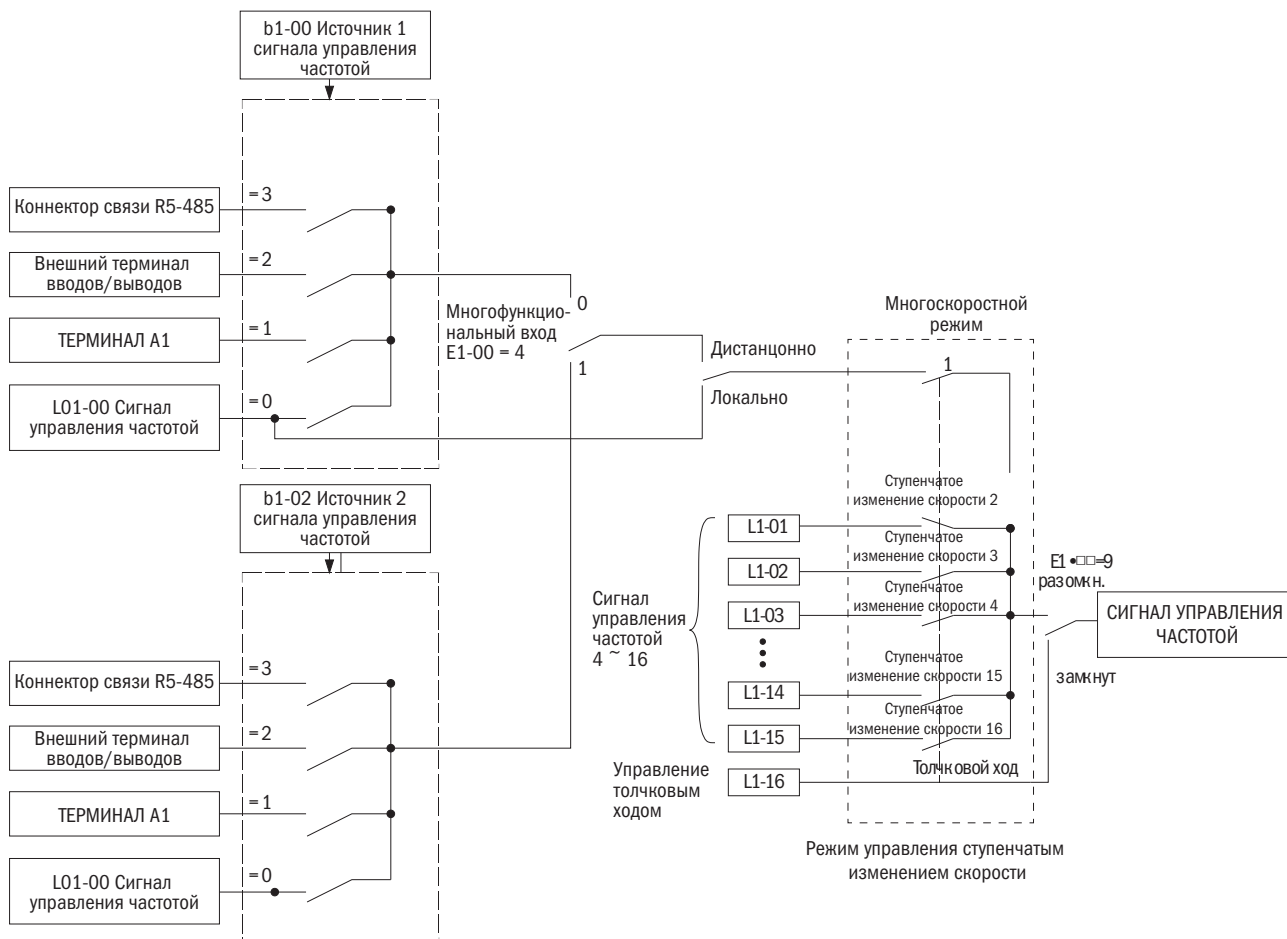 b1-00 Источник 1
сигнала управления
частотой
Коннектор связи R5-485
=3
Внешний терминал
вводов/выводов
=2
ТЕРМИНАЛ А1
=1
L01-00 Сигнал
управления частотой
=0
Многофункцио-
нальный вход
E1-00 = 4
0
1
Дистанцонно
Локально
Многоскоростной
режим
1
b1-02 Источник 2
сигнала управления
частотой
Коннектор связи R5-485
=3
Внешний терминал
вводов/выводов
=2
ТЕРМИНАЛ А1
=1
L01-00 Сигнал
управления частотой
=0
Сигнал
управления
частотой
4 ~ 16
L1-01
L1-02
L1-03
L1-14
L1-15
L1-16
Управление
толчковым
ходом
Ступенчатое
изменение скорости 2
Ступенчатое
изменение скорости 3
Ступенчатое
изменение скорости 4
Ступенчатое
изменение скорости 15
Ступенчатое
изменение скорости 16
Толчковой ход
E1•□□=9
разомкн.
замкнут
СИГНАЛ УПРАВЛЕНИЯ
ЧАСТОТОЙ
Режим управления ступенчатым
изменением скорости